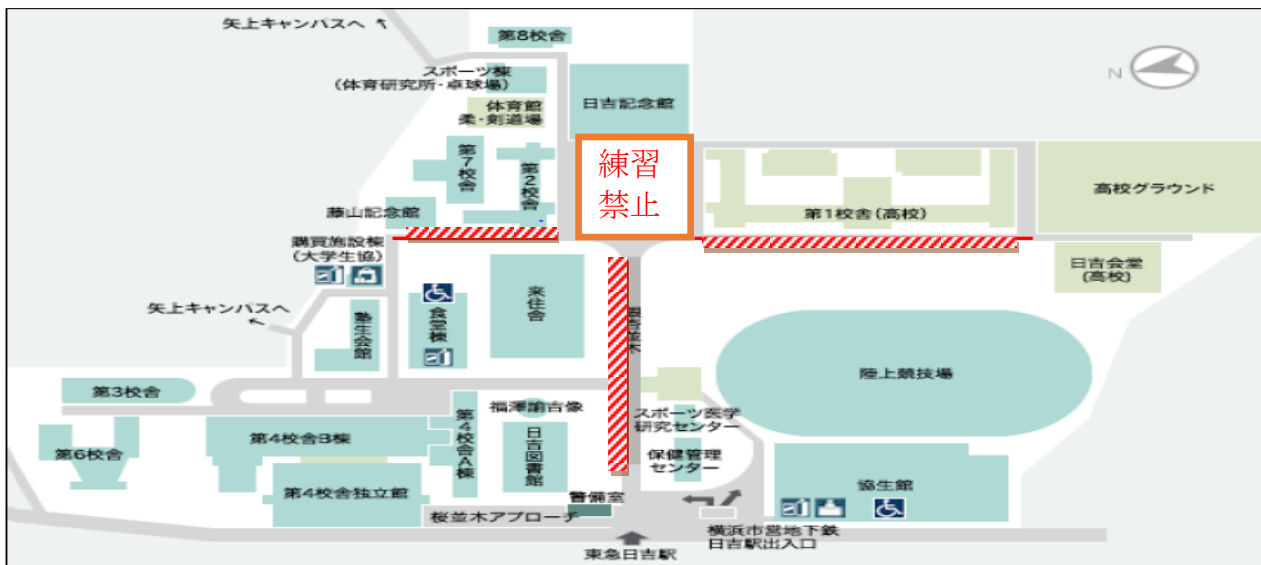 矢上キャンパスへ
第8校舎
スポーツ棟
(体育研究所・卓球場)
日吉記念館
N
体育館
柔・剣道場
第7校舎
第2校舎
練習
禁止
第1校舎(高校)
高校グラウンド
藤山記念館
購買施設棟
(大学生協)
日吉会堂
(高校)
矢上キャンパスへ
塾生会館
食堂棟
来往舎
銀杏並木
陸上競技場
第3校舎
福澤諭吉像
スポーツ医学
研究センター
第6校舎
第4校舎B棟
第4校舎A棟
日吉図書館
保健管理
センター
第4校舎独立館
警備室
協生館
桜並木アプローチ
横浜市営地下鉄
日吉駅出入口
東急日吉駅